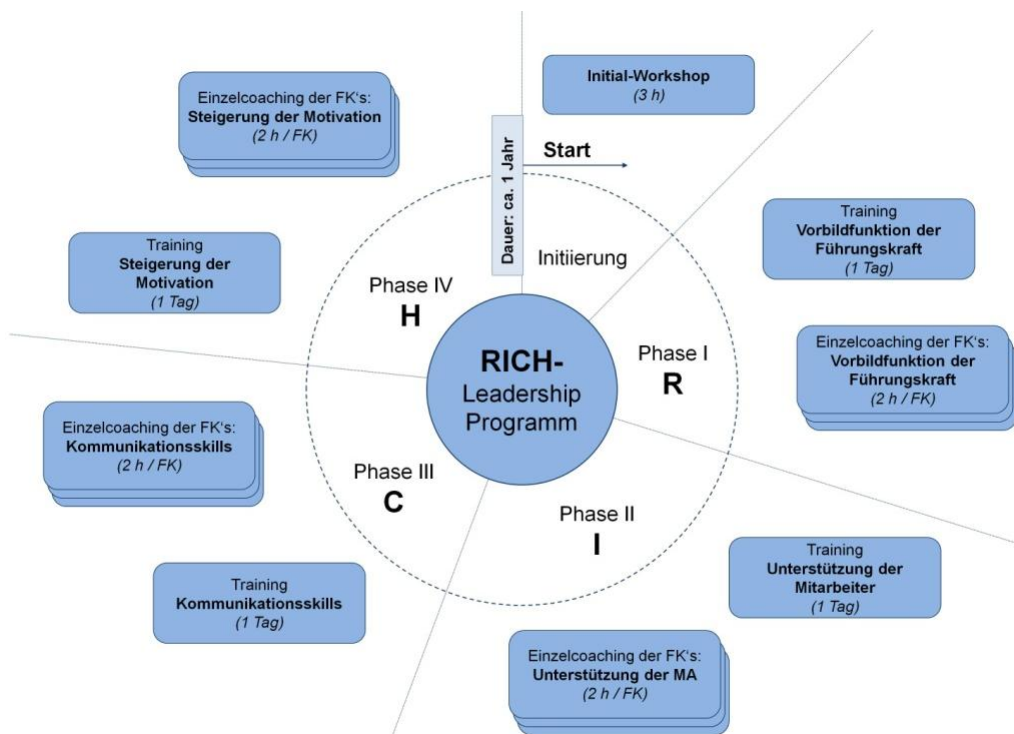 Initial-Workshop
(3 h)
Dauer: ca. 1 Jahr
Start
Initiierung
RICH-
Leadership
Programm
Phase I
R
Training
Vorbildfunktion der
Führungskraft
(1 Tag)
Einzelcoaching der FK's:
Vorbildfunktion der
Führungskraft
(2 h / FK)
Phase II
I
Training
Unterstützung der
Mitarbeiter
(1 Tag)
Einzelcoaching der FK's:
Unterstützung der MA
(2 h / FK)
Phase III
C
Training
Kommunikationsskills
(1 Tag)
Einzelcoaching der FK's:
Kommunikationsskills
(2 h / FK)
Phase IV
H
Training
Steigerung der
Motivation
(1 Tag)
Einzelcoaching der FK's:
Steigerung der Motivation
(2 h / FK)